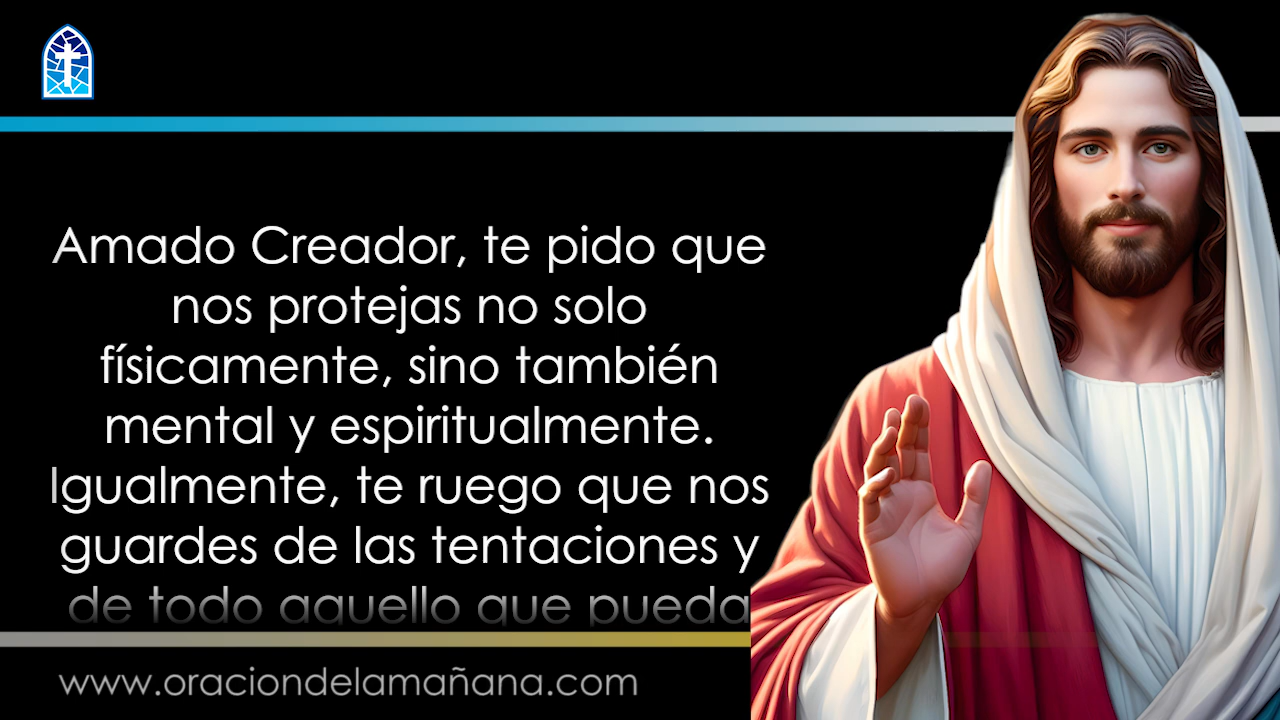 Amado Creador, te pido que
nos protejas no solo
físicamente, sino también
mental y espiritualmente.
Igualmente, te ruego que nos
guardes de las tentaciones y
de todo aquello que pueda
www.oraciondelamañana.com